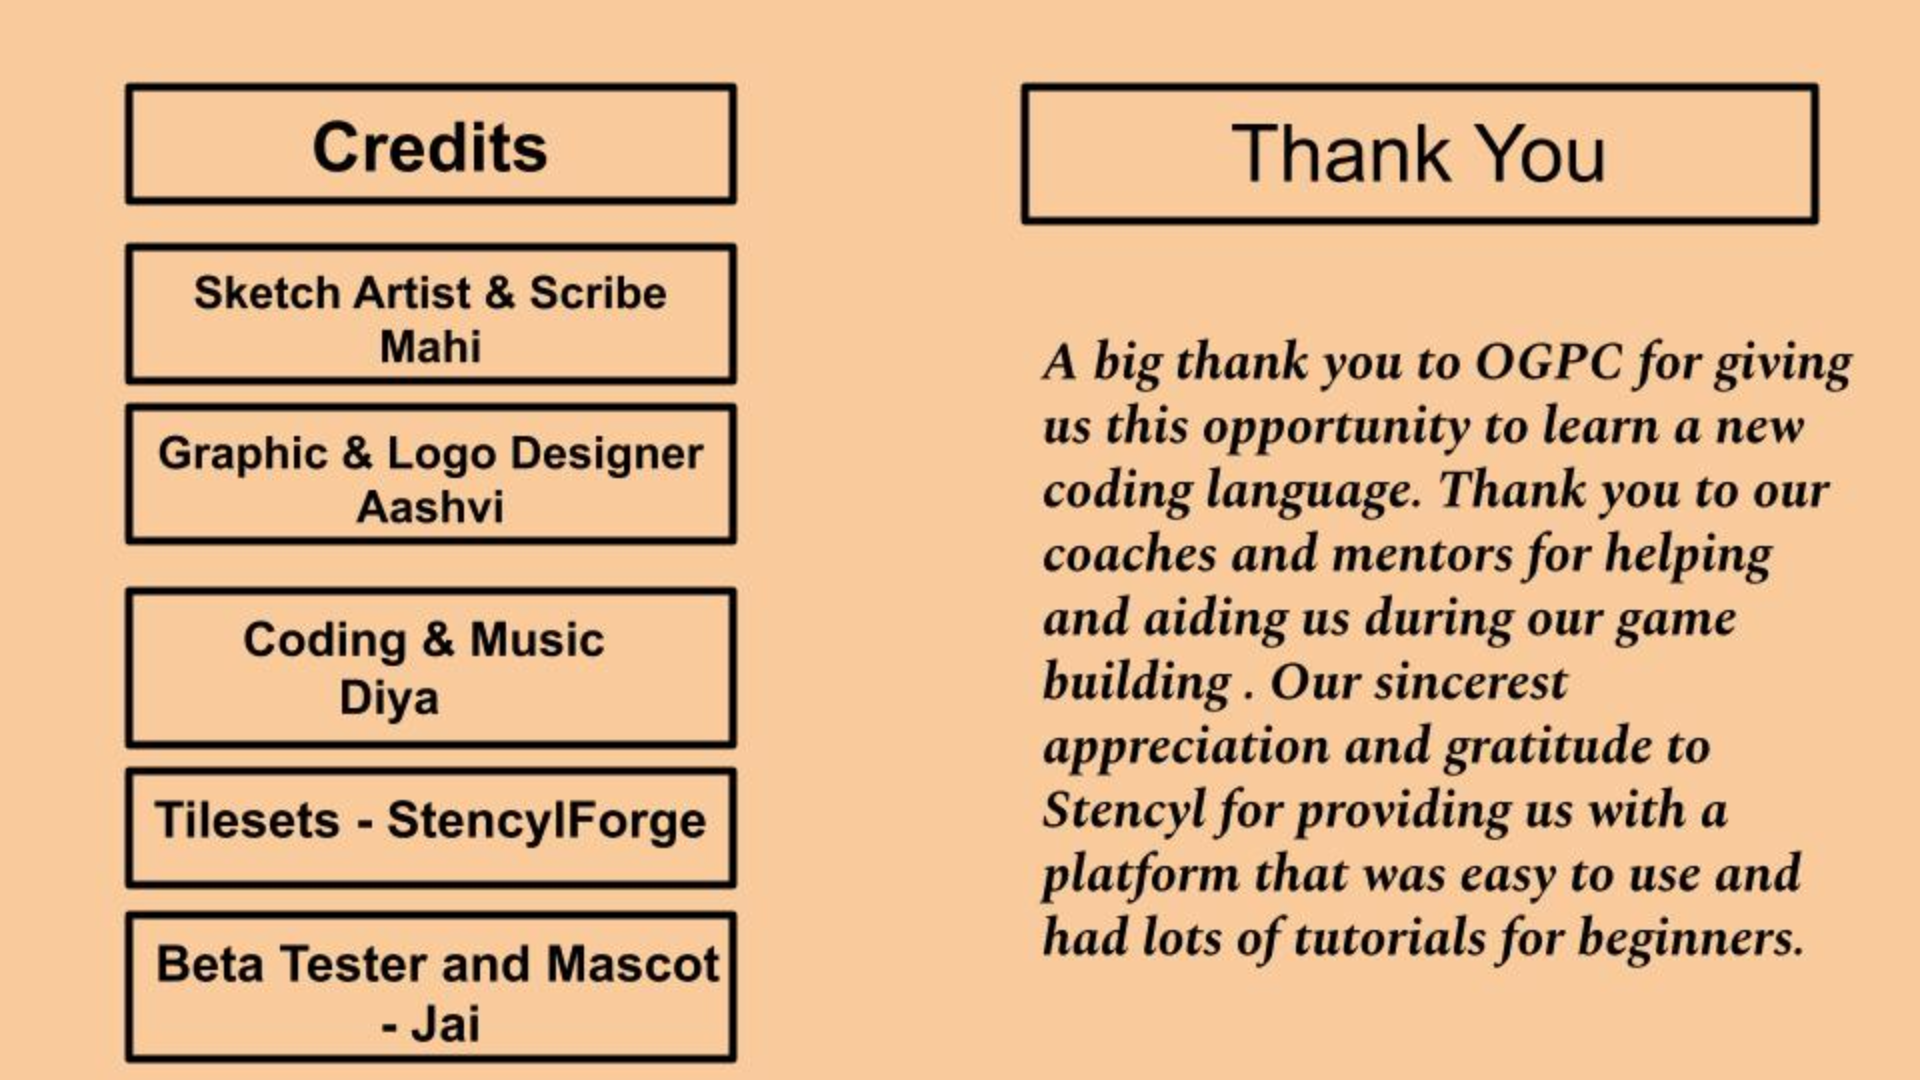 Credits
Sketch Artist & Scribe
Mahi
Graphic & Logo Designer
Aashvi
Coding & Music
Diya
Tilesets - StencylForge
Beta Tester and Mascot
- Jai
Thank You
A big thank you to OGPC for giving
us this opportunity to learn a new
coding language. Thank you to our
coaches and mentors for helping
and aiding us during our game
building . Our sincerest
appreciation and gratitude to
Stencyl for providing us with a
platform that was easy to use and
had lots of tutorials for beginners.